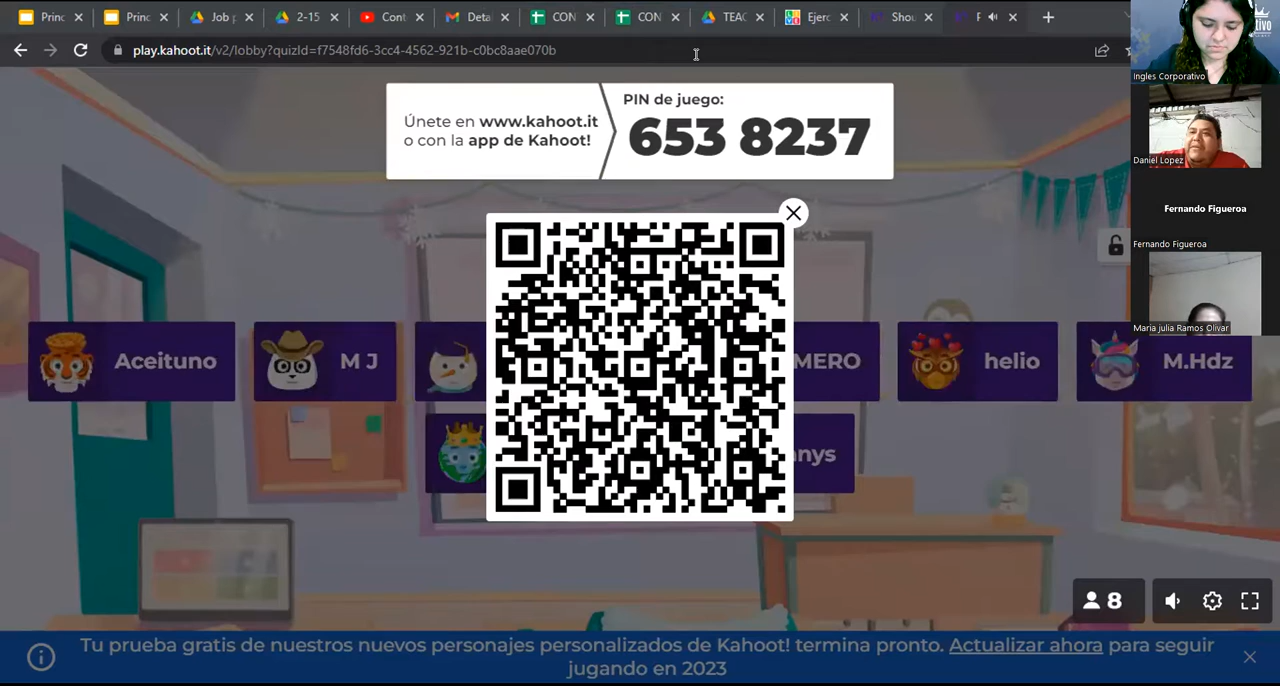 Princ
Princ
Job p
2-15
Cont
Deta
CON
CON
TEAC
Ejerc
Shou
play.kahoot.it/v2/lobby?quizId=f7548fd6-3cc4-4562-921b-c0bc8aae070b
Ingles Corporativo
Daniel Lopez
Fernando Figueroa
Fernando Figueroa
Maria julia Ramos Olivar
Únete en www.kahoot.it
o con la app de Kahoot!
PIN de juego:
653 8237
Aceituno
M J
MERO
helio
M.Hdz
nys
8
Tu prueba gratis de nuestros nuevos personajes personalizados de Kahoot! termina pronto. Actualizar ahora para seguir
jugando en 2023